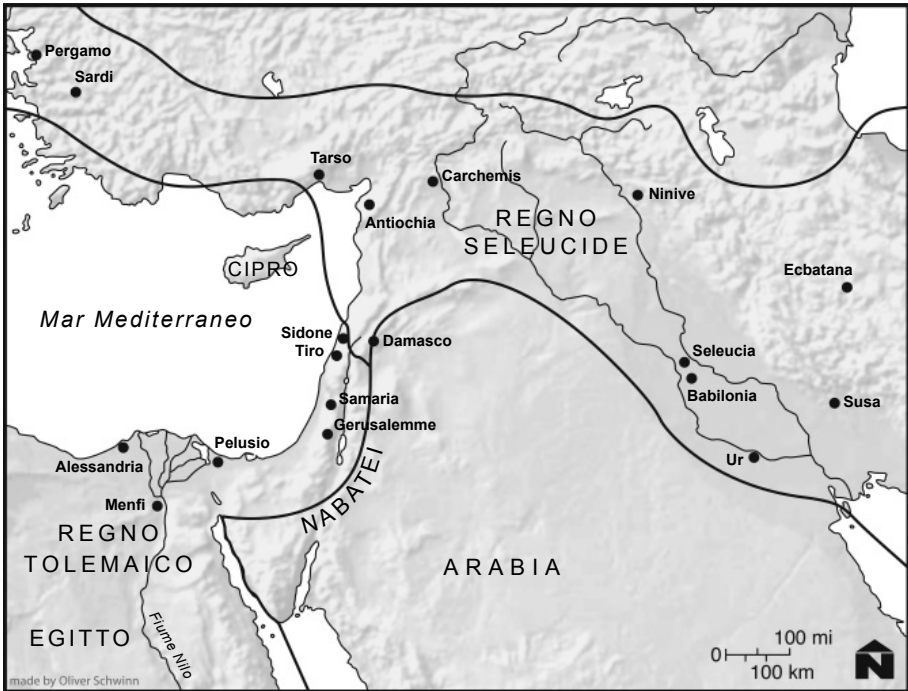 Pergamo
Sardi
Tarso
Carchemis
Ninive
Antiochia
REGNO
SELEUCIDE
CIPRO
Ecbatana
Mar Mediterraneo
Sidone
Tiro
Damasco
Seleucia
Babilonia
Susa
Samaria
Gerusalemme
Pelusio
Alessandria
Ur
Menfi
NABATEI
REGNO
TOLEMAICO
ARABIA
EGITTO
Fiume Nilo
100 mi
0
100 km
N
made by Oliver Schwinn